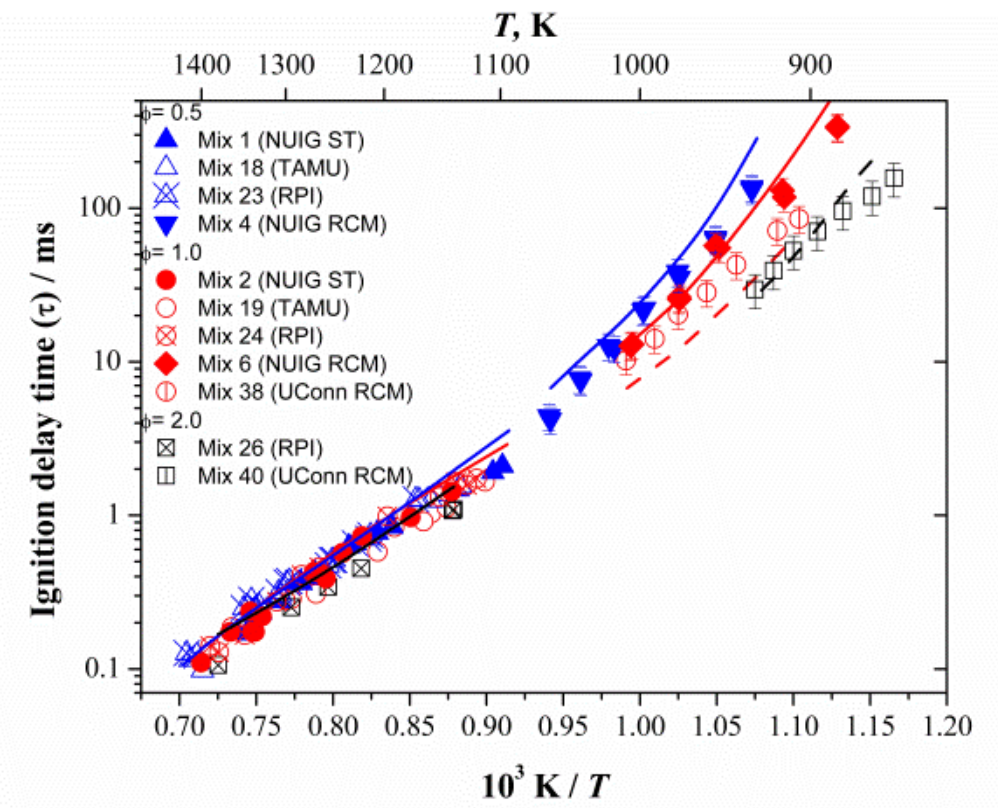 T, K
1400 1300 1200 1100 1000 900
ϕ= 0.5
Mix 1 (NUIG ST)
Mix 18 (TAMU)
Mix 23 (RPI)
Mix 4 (NUIG RCM)
ϕ= 1.0
Mix 2 (NUIG ST)
Mix 19 (TAMU)
Mix 24 (RPI)
Mix 6 (NUIG RCM)
Mix 38 (UConn RCM)
ϕ= 2.0
Mix 26 (RPI)
Mix 40 (UConn RCM)
Ignition delay time (τ) / ms
100
10
1
0.1
0.70 0.75 0.80 0.85 0.90 0.95 1.00 1.05 1.10 1.15 1.20
10³ K / T